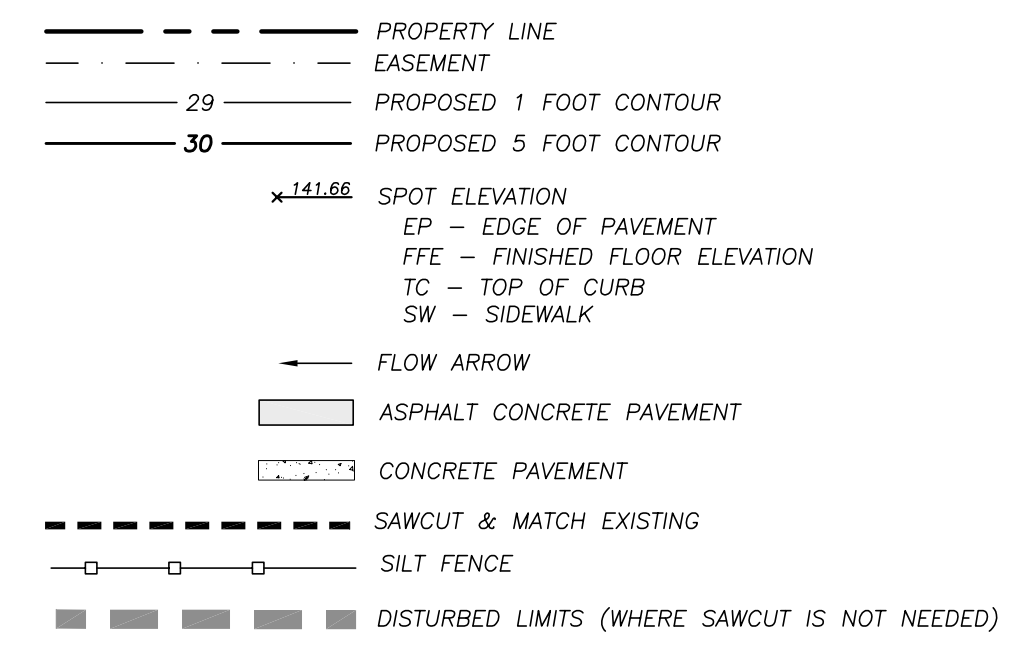 PROPERTY LINE
EASEMENT
29 PROPOSED 1 FOOT CONTOUR
30 PROPOSED 5 FOOT CONTOUR
141.66 SPOT ELEVATION
EP – EDGE OF PAVEMENT
FFE – FINISHED FLOOR ELEVATION
TC – TOP OF CURB
SW – SIDEWALK
FLOW ARROW
ASPHALT CONCRETE PAVEMENT
CONCRETE PAVEMENT
SAWCUT & MATCH EXISTING
SILT FENCE
DISTURBED LIMITS (WHERE SAWCUT IS NOT NEEDED)